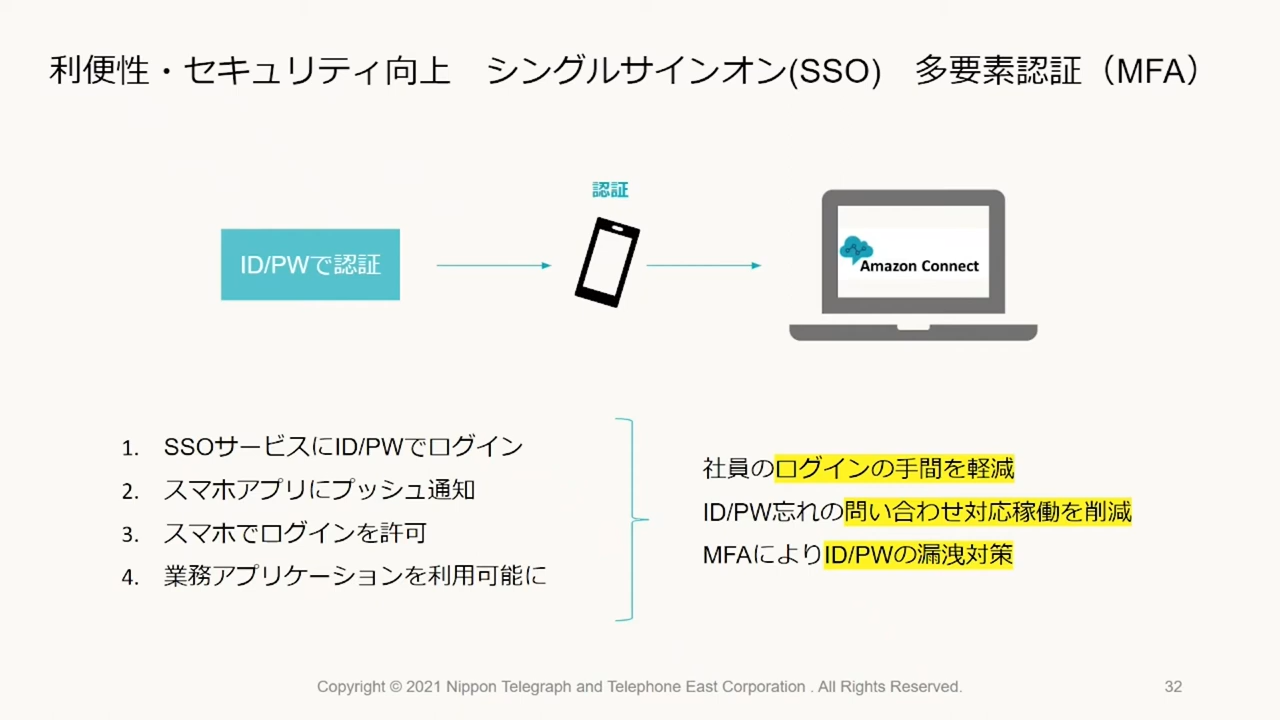 利便性・セキュリティ向上　シングルサインオン(SSO)　多要素認証（MFA）
認証
ID/PWで認証
Amazon Connect
1. SSOサービスにID/PWでログイン
2. スマホアプリにプッシュ通知
3. スマホでログインを許可
4. 業務アプリケーションを利用可能に
社員のログインの手間を軽減
ID/PW忘れの問い合わせ対応稼働を削減
MFAによりID/PWの漏洩対策
Copyright © 2021 Nippon Telegraph and Telephone East Corporation . All Rights Reserved.
32